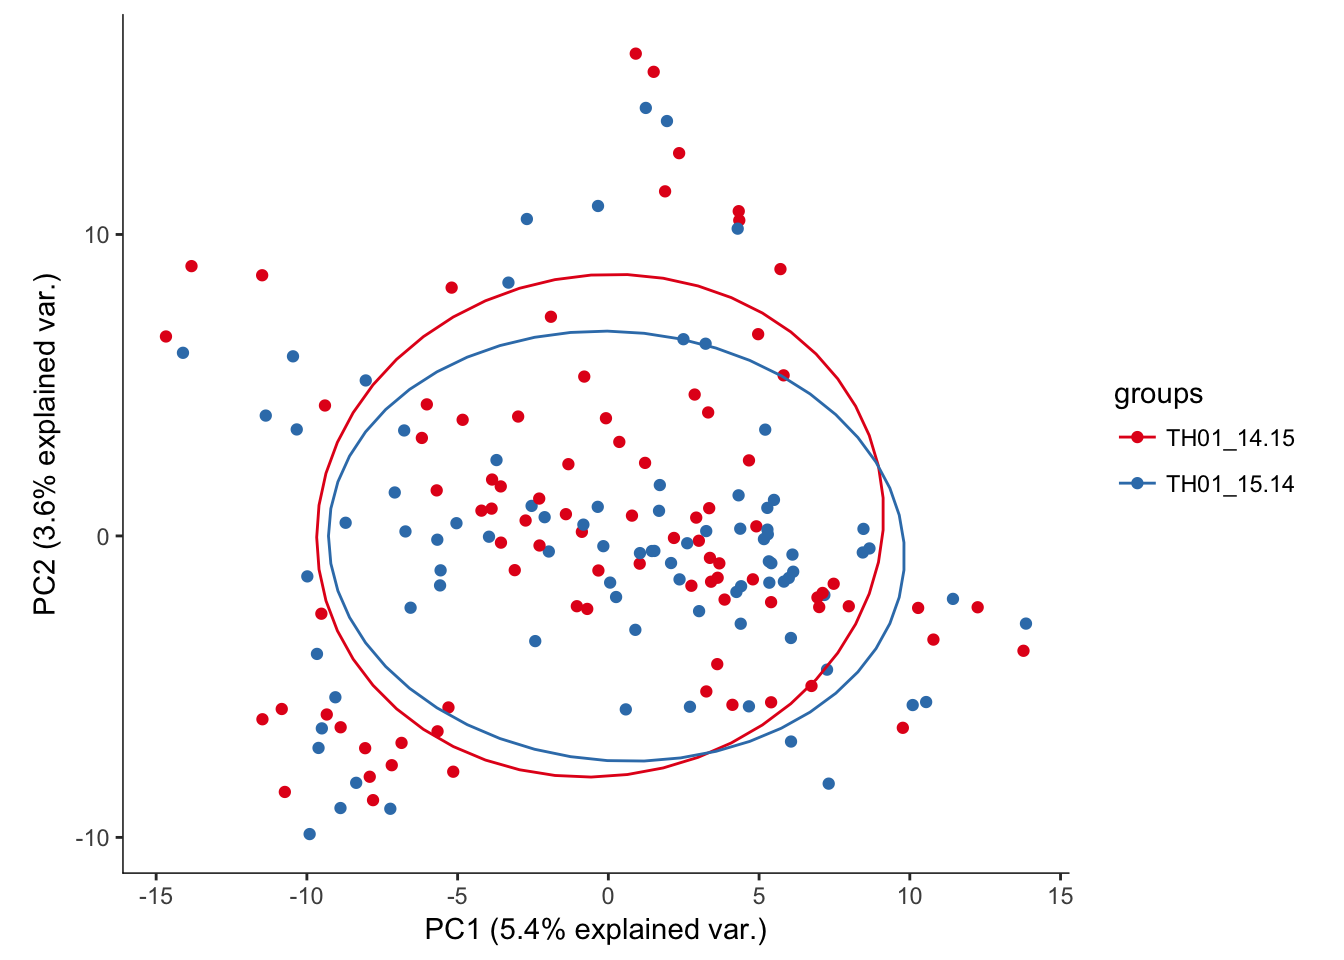 10
0
-10
-15 -10 -5 0 5 10 15
PC1 (5.4% explained var.)
PC2 (3.6% explained var.)
groups
TH01_14.15
TH01_15.14